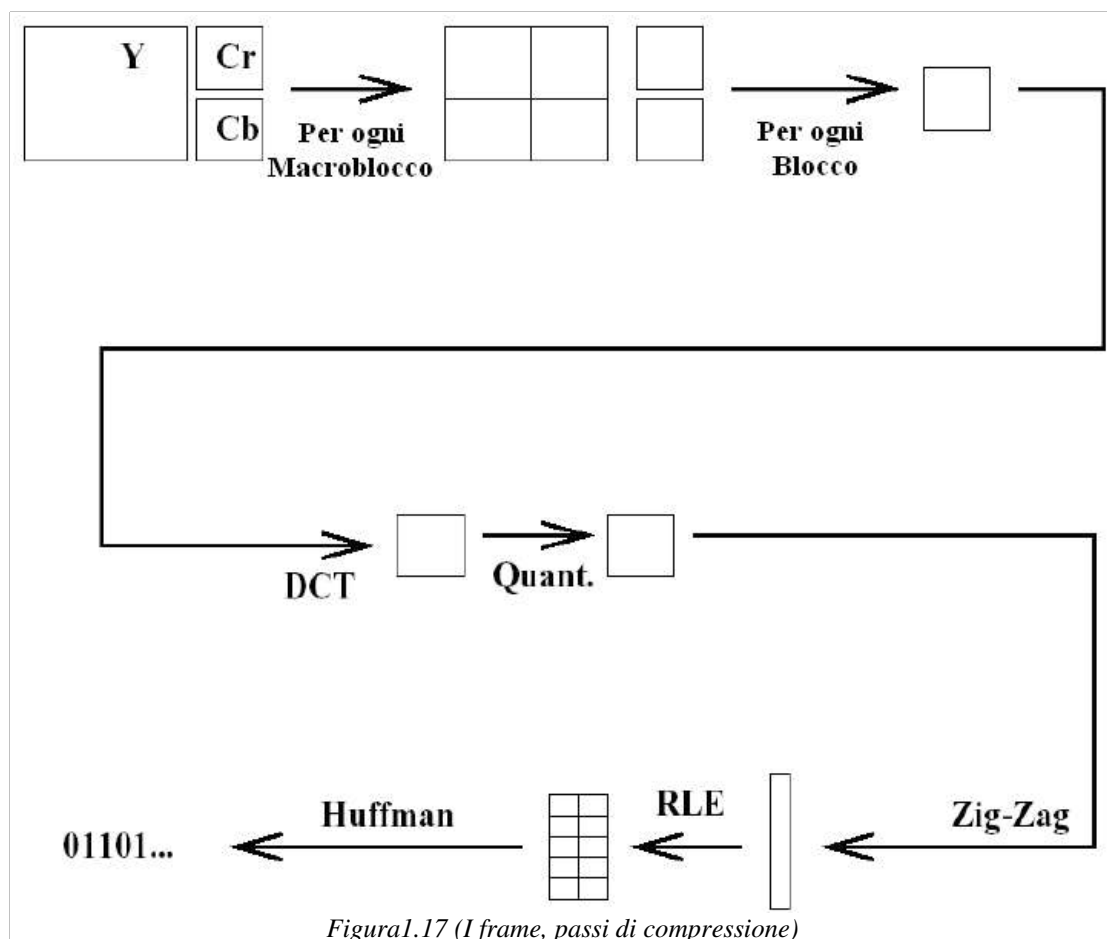 Y
Cr
Cb
Per ogni
Macroblocco
Per ogni
Blocco
DCT
Quant.
Zig-Zag
RLE
Huffman
01101...
Figura1.17 (I frame, passi di compressione)